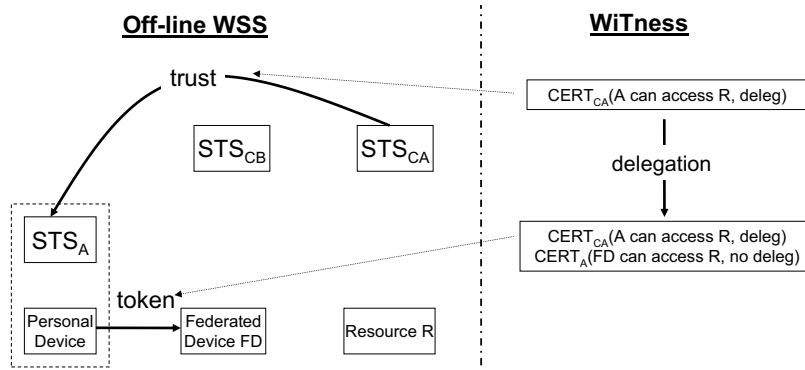 Off-line WSS
trust
STS_CB
STS_CA
STS_A
token
Personal
Device
Federated
Device FD
Resource R
WiTness
CERT_CA(A can access R, deleg)
delegation
CERT_CA(A can access R, deleg)
CERT_A(FD can access R, no deleg)